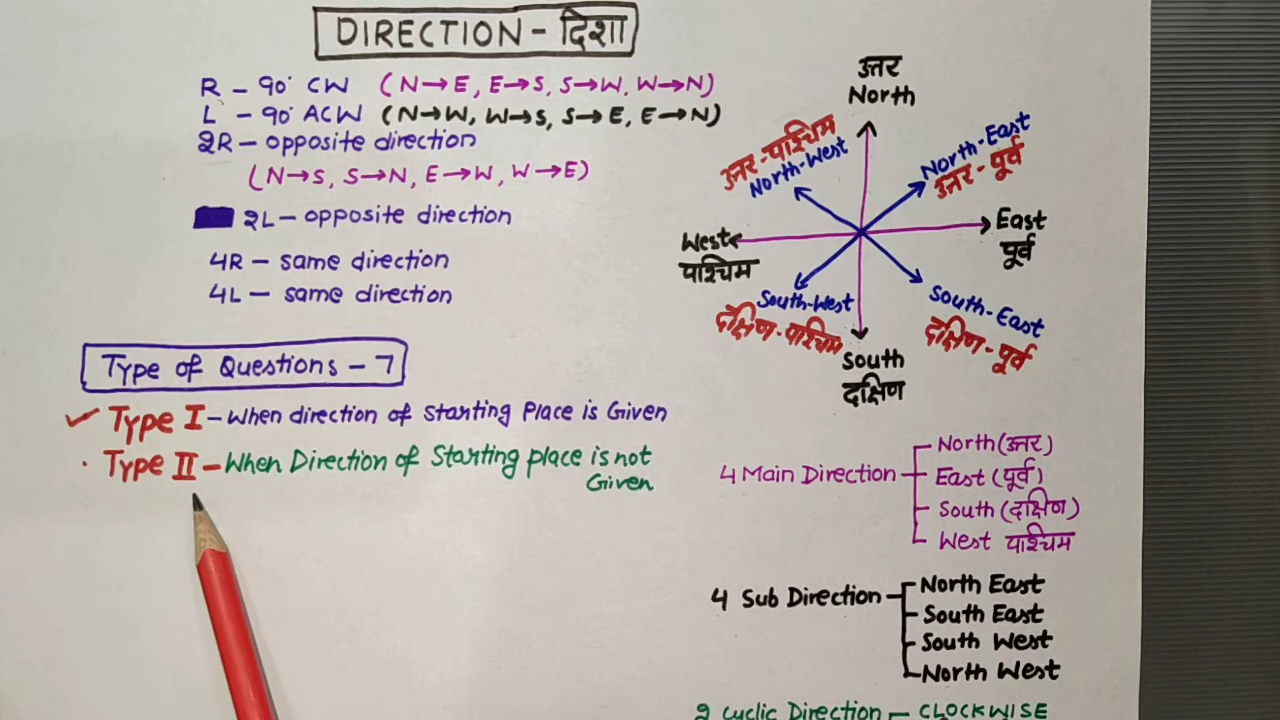 DIRECTION - दिशा
R - 90° CW (N→E, E→S, S→W, W→N)
L - 90° ACW (N→W, W→S, S→E, E→N)
2R - opposite direction
(N→S, S→N, E→W, W→E)
2L - opposite direction
4R - same direction
4L - same direction
उत्तर
North
उत्तर-पश्चिम
North-West
North-East
उत्तर-पूर्व
West
पश्चिम
East
पूर्व
South-West
दक्षिण-पश्चिम
South-East
दक्षिण-पूर्व
South
दक्षिण
Type of Questions - 7
✓ Type I - When direction of Starting Place is Given
· Type II - When Direction of Starting place is not
Given
4 Main Direction
North (उत्तर)
East (पूर्व)
South (दक्षिण)
West पश्चिम
4 Sub Direction
North East
South East
South West
North West
2 Cyclic Direction - CLOCKWISE